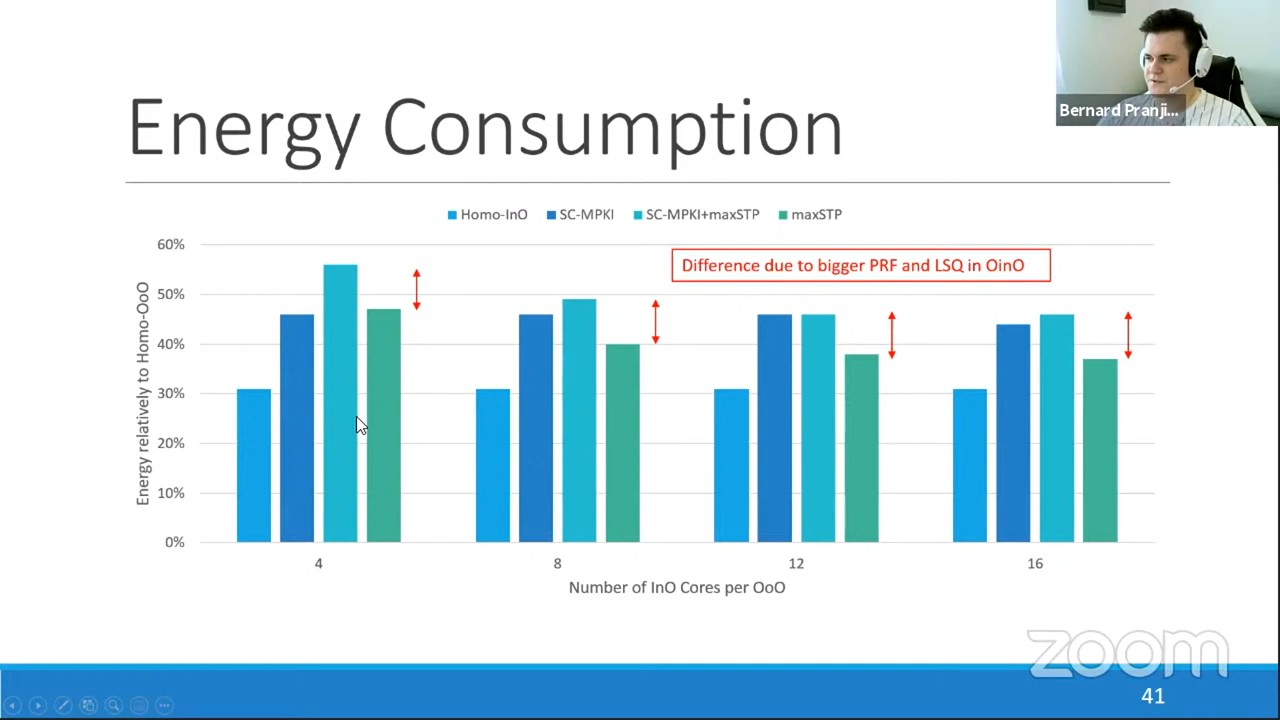 Bernard Pranji...
Energy Consumption
Homo-InO SC-MPKI SC-MPKI+maxSTP maxSTP
Difference due to bigger PRF and LSQ in OinO
Energy relatively to Homo-OoO
60%
50%
40%
30%
20%
10%
0%
4 8 12 16
Number of InO Cores per OoO
zoom
41